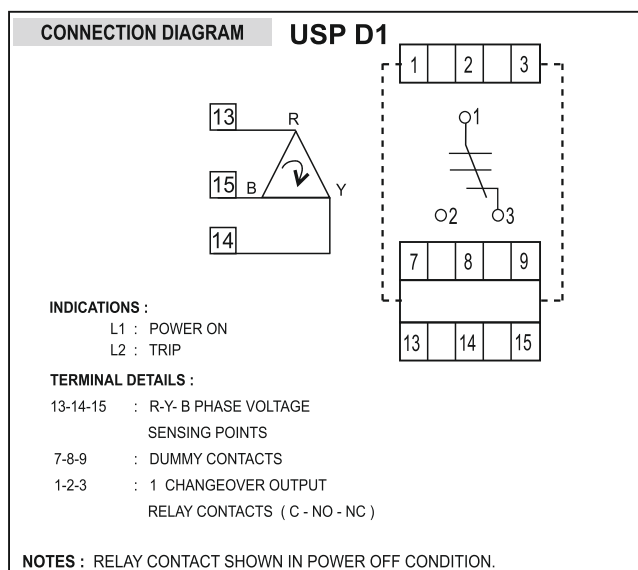 CONNECTION DIAGRAM USP D1
1 2 3
13 R
1
15 B Y
2 3
14
7 8 9
13 14 15
INDICATIONS :
L1 : POWER ON
L2 : TRIP
TERMINAL DETAILS :
13-14-15 : R-Y- B PHASE VOLTAGE
SENSING POINTS
7-8-9 : DUMMY CONTACTS
1-2-3 : 1 CHANGEOVER OUTPUT
RELAY CONTACTS ( C - NO - NC )
NOTES : RELAY CONTACT SHOWN IN POWER OFF CONDITION.